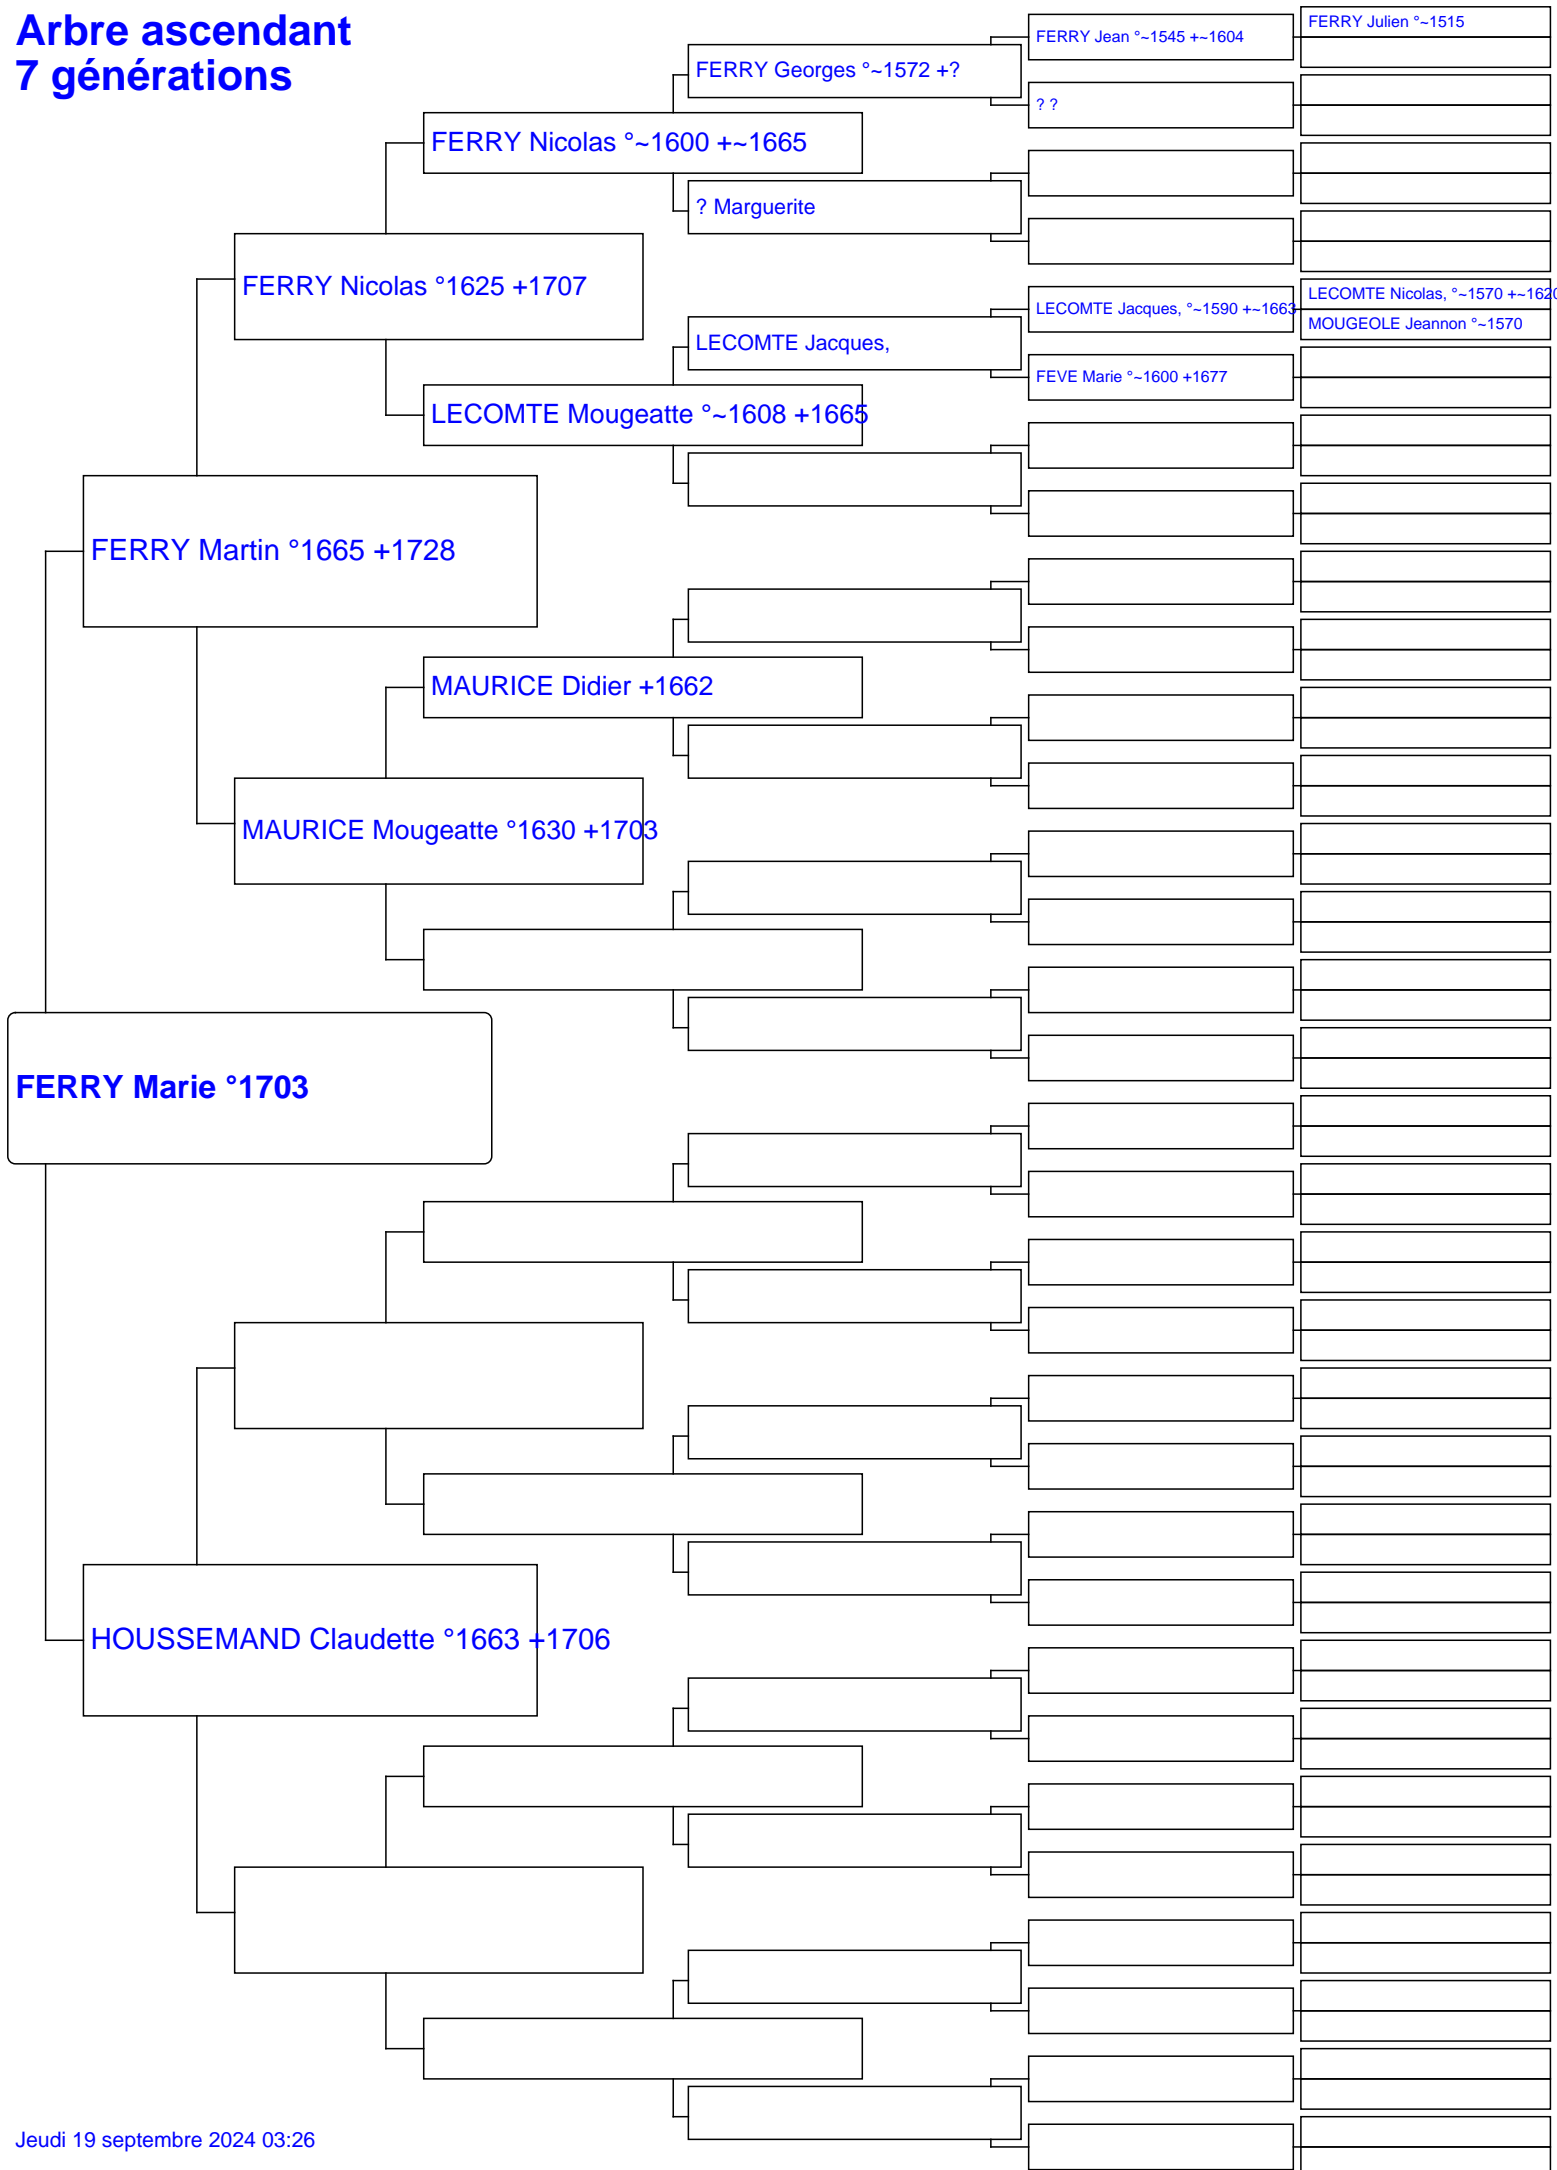 Arbre ascendant
7 générations
FERRY Julien °~1515
FERRY Jean °~1545 +~1604
FERRY Georges °~1572 +?
? ?
FERRY Nicolas °~1600 +~1665
? Marguerite
FERRY Nicolas °1625 +1707
LECOMTE Nicolas, °~1570 +~1620
LECOMTE Jacques, °~1590 +~1663
MOUGEOLE Jeannon °~1570
LECOMTE Jacques,
FEVE Marie °~1600 +1677
LECOMTE Mougeatte °~1608 +1665
FERRY Martin °1665 +1728
MAURICE Didier +1662
MAURICE Mougeatte °1630 +1703
FERRY Marie °1703
HOUSSEMAND Claudette °1663 +1706
Jeudi 19 septembre 2024 03:26